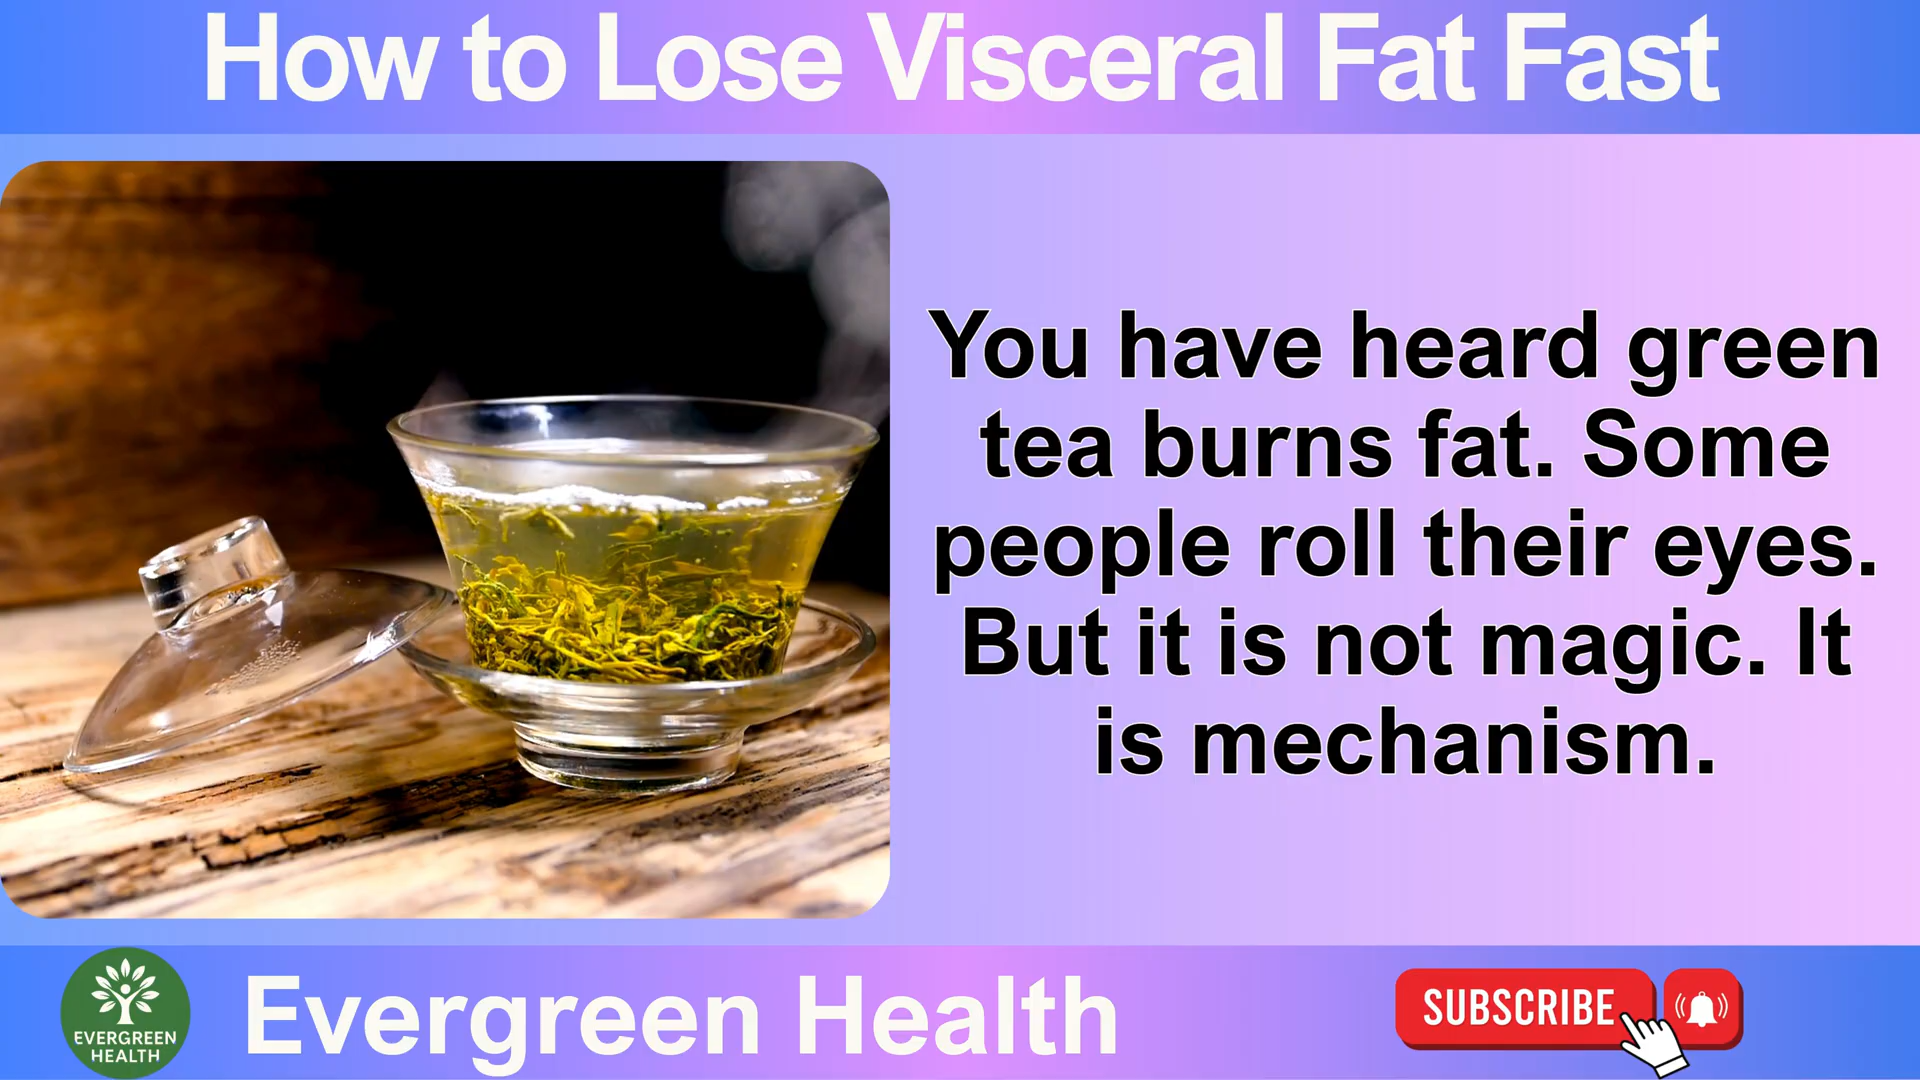 How to Lose Visceral Fat Fast
You have heard green
tea burns fat. Some
people roll their eyes.
But it is not magic. It
is mechanism.
EVERGREEN
HEALTH
Evergreen Health
SUBSCRIBE